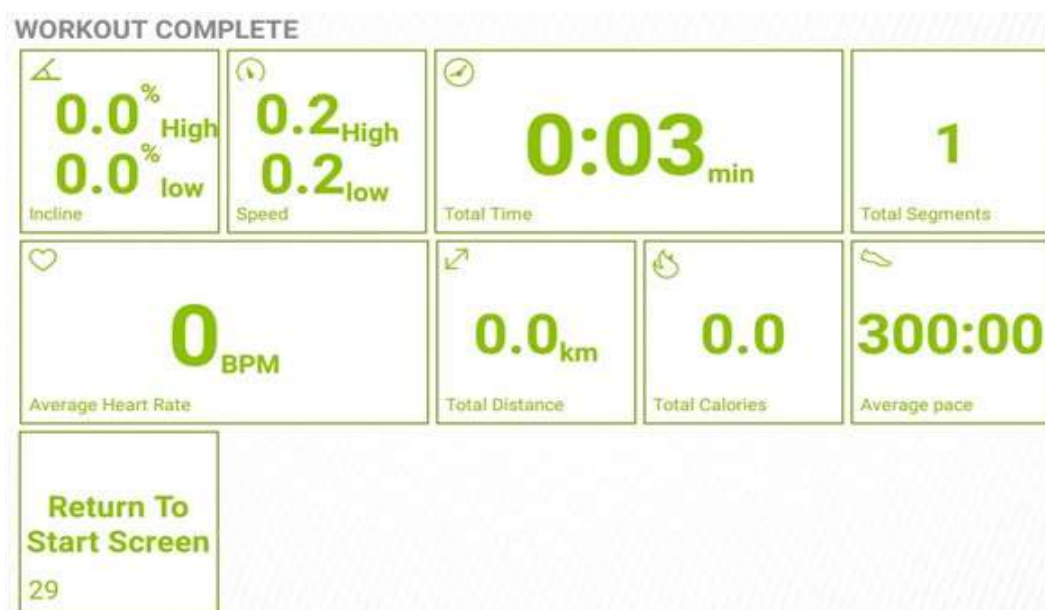 WORKOUT COMPLETE
0.0% High
0.0% low
Incline
0.2 High
0.2 low
Speed
0:03 min
Total Time
1
Total Segments
0 BPM
Average Heart Rate
0.0 km
Total Distance
0.0
Total Calories
300:00
Average pace
Return To
Start Screen
29